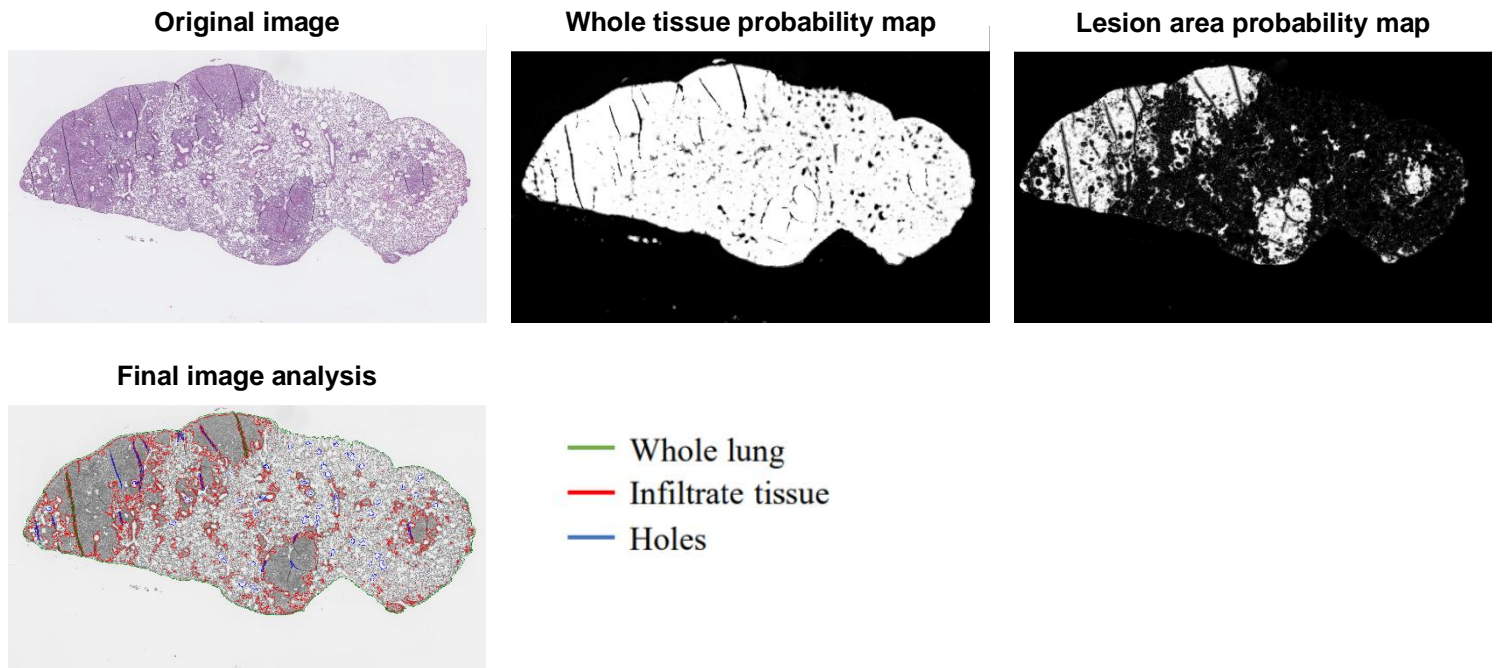 Original image
Whole tissue probability map
Lesion area probability map
Final image analysis
Whole lung
Infiltrate tissue
Holes